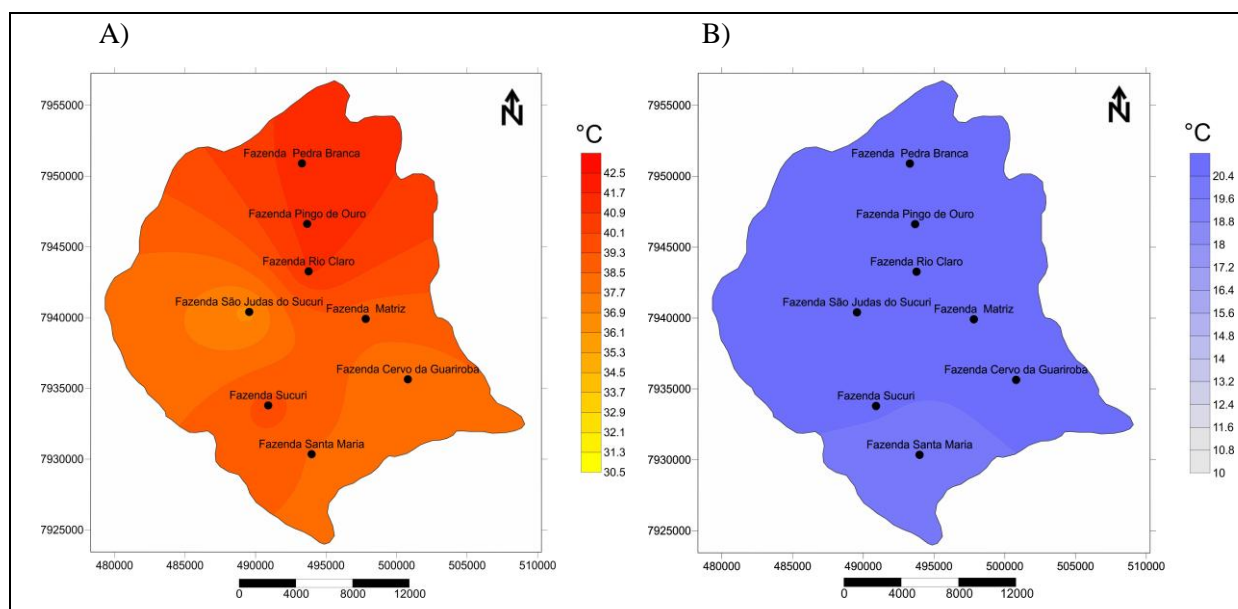 A)
N
7955000
7950000
7945000
7940000
7935000
7930000
7925000
480000 485000 490000 495000 500000 505000 510000
0 4000 8000 12000
Fazenda Pedra Branca
Fazenda Pingo de Ouro
Fazenda Rio Claro
Fazenda São Judas do Sucuri
Fazenda Matriz
Fazenda Cervo da Guariroba
Fazenda Sucuri
Fazenda Santa Maria
°C
42.5
41.7
40.9
40.1
39.3
38.5
37.7
36.9
36.1
35.3
34.5
33.7
32.9
32.1
31.3
30.5
B)
N
7955000
7950000
7945000
7940000
7935000
7930000
7925000
480000 485000 490000 495000 500000 505000 510000
0 4000 8000 12000
Fazenda Pedra Branca
Fazenda Pingo de Ouro
Fazenda Rio Claro
Fazenda São Judas do Sucuri
Fazenda Matriz
Fazenda Cervo da Guariroba
Fazenda Sucuri
Fazenda Santa Maria
°C
20.4
19.6
18.8
18
17.2
16.4
15.6
14.8
14
13.2
12.4
11.6
10.8
10